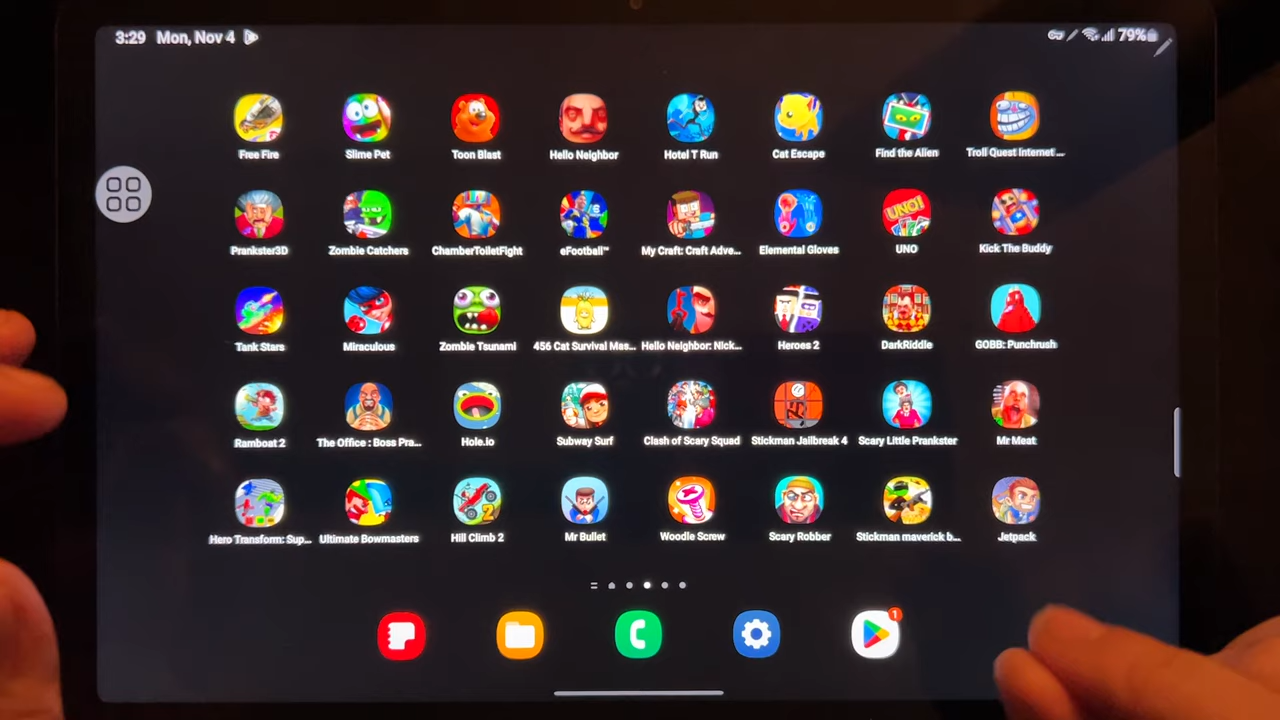 3:29 Mon, Nov 4
79%
Free Fire
Slime Pet
Toon Blast
Hello Neighbor
Hotel T Run
Cat Escape
Find the Alien
Troll Quest Internet ...
Prankster3D
Zombie Catchers
ChamberToiletFight
eFootball™
My Craft: Craft Adve...
Elemental Gloves
UNO!
UNO
Kick The Buddy
Tank Stars
Miraculous
Zombie Tsunami
456 Cat Survival Mas...
Hello Neighbor: Nick...
Heroes 2
DarkRiddle
GOBB: Punchrush
Ramboat 2
The Office : Boss Pra...
Hole.io
Subway Surf
Clash of Scary Squad
Stickman Jailbreak 4
Scary Little Prankster
Mr Meat
Hero Transform: Sup...
Ultimate Bowmasters
2
Hill Climb 2
Mr Bullet
Woodle Screw
Scary Robber
Stickman maverick b...
Jetpack
1